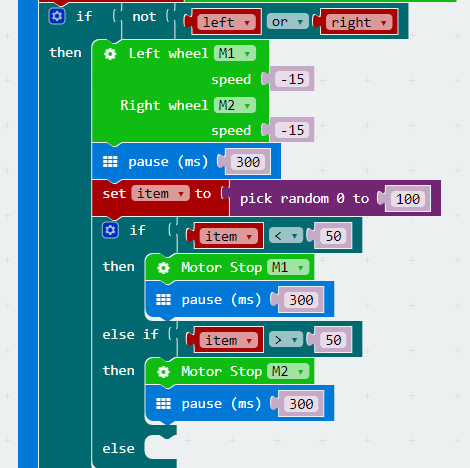 if not left or right
then Left wheel M1
speed -15
Right wheel M2
speed -15
pause (ms) 300
set item to pick random 0 to 100
if item < 50
then Motor Stop M1
pause (ms) 300
else if item > 50
then Motor Stop M2
pause (ms) 300
else